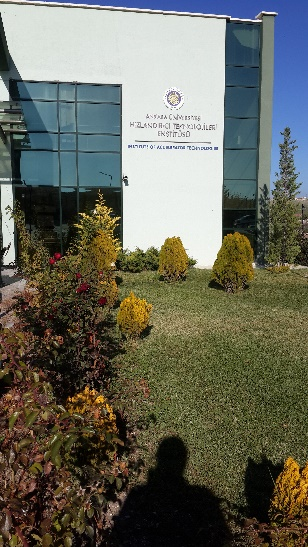 ANKARA ÜNİVERSİTESİ
HIZLANDIRICI TEKNOLOJİLERİ
ENSTİTÜSÜ
INSTITUTE OF ACCELERATOR TECHNOLOGIES